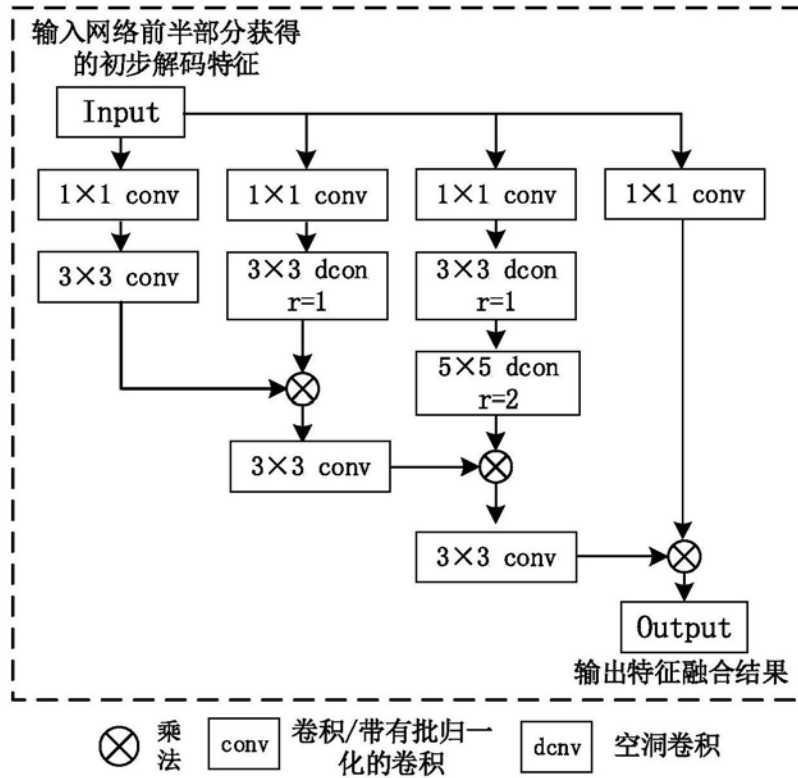 输入网络前半部分获得
的初步解码特征
Input
1×1 conv
1×1 conv
1×1 conv
1×1 conv
3×3 conv
3×3 dcon
r=1
3×3 dcon
r=1
5×5 dcon
r=2
3×3 conv
3×3 conv
Output
输出特征融合结果
乘
法
conv
卷积/带有批归一
化的卷积
dcnv
空洞卷积